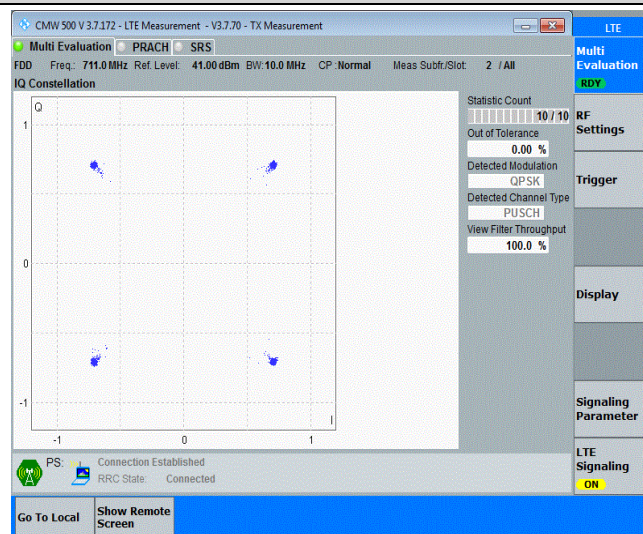 CMW 500 V 3.7.172 - LTE Measurement - V3.7.70 - TX Measurement
LTE
Multi Evaluation PRACH SRS
Multi
Evaluation
RDY
FDD Freq.: 711.0 MHz Ref. Level: 41.00 dBm BW: 10.0 MHz CP : Normal Meas Subfr./Slot: 2 / All
IQ Constellation
Q
1
0
-1
I
-1 0 1
Statistic Count
10 / 10
Out of Tolerance
0.00 %
Detected Modulation
QPSK
Detected Channel Type
PUSCH
View Filter Throughput
100.0 %
RF
Settings
Trigger
Display
Signaling
Parameter
LTE
Signaling
ON
PS: Connection Established
RRC State: Connected
Go To Local
Show Remote
Screen